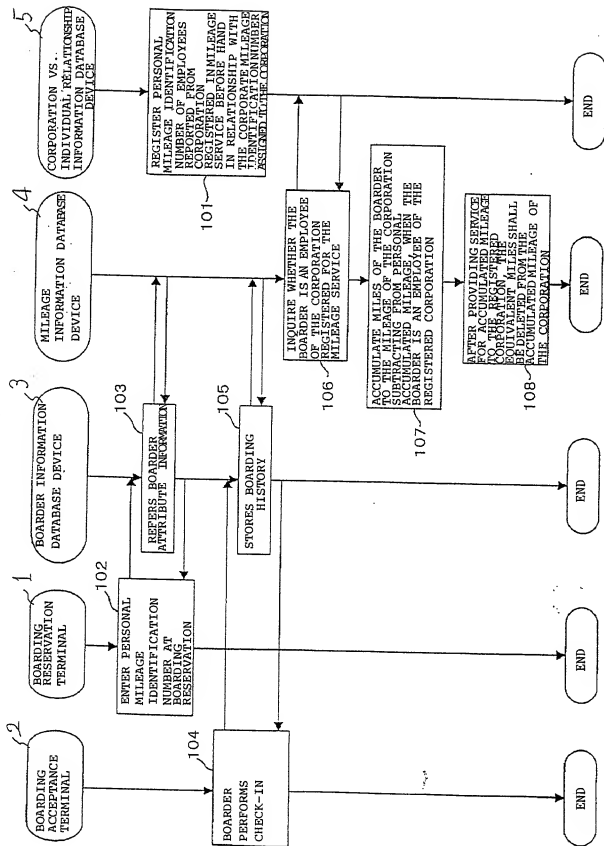 2
BOARDING
ACCEPTANCE
TERMINAL
1
BOARDING
RESERVATION
TERMINAL
3
BOARDER INFORMATION
DATABASE DEVICE
4
MILEAGE
INFORMATION DATABASE
DEVICE
5
CORPORATION VS.
INDIVIDUAL RELATIONSHIP
INFORMATION DATABASE
DEVICE
REGISTER PERSONAL
MILEAGE IDENTIFICATION
NUMBER OF EMPLOYEES
REPORTED FROM
CORPORATION
REGISTERED IN MILEAGE
SERVICE BEFORE HAND
IN RELATIONSHIP WITH
THE CORPORATE MILEAGE
IDENTIFICATION NUMBER
ASSIGNED TO THE CORPORATION
101
102
ENTER PERSONAL
MILEAGE
IDENTIFICATION
NUMBER AT
BOARDING
RESERVATION
103
REFERS BOARDER
ATTRIBUTE INFORMATION
104
BOARDER
PERFORMS
CHECK-IN
105
STORES BOARDING
HISTORY
INQUIRE WHETHER THE
BOARDER IS AN EMPLOYEE
OF THE CORPORATION
REGISTERED FOR THE
MILEAGE SERVICE
106
ACCUMULATE MILES OF THE BOARDER
TO THE MILEAGE OF THE CORPORATION
SUBTRACTING FROM PERSONAL
ACCUMULATED MILEAGE, WHEN THE
BOARDER IS AN EMPLOYEE OF THE
REGISTERED CORPORATION
107
AFTER PROVIDING SERVICE
FOR ACCUMULATED MILEAGE
TO THE REGISTERED
CORPORATION, THE
EQUIVALENT MILES SHALL
BE DELETED FROM THE
ACCUMULATED MILEAGE OF
THE CORPORATION
108
END
END
END
END
END